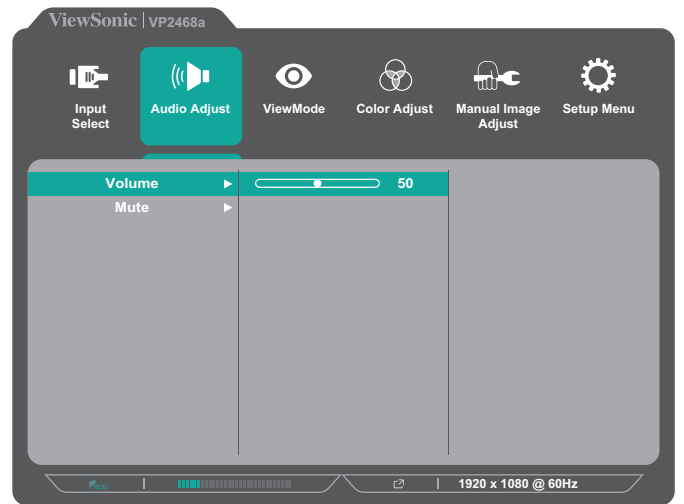 ViewSonic | VP2468a
Input Select
Audio Adjust
ViewMode
Color Adjust
Manual Image Adjust
Setup Menu
Volume 50
Mute
eco
1920 x 1080 @ 60Hz